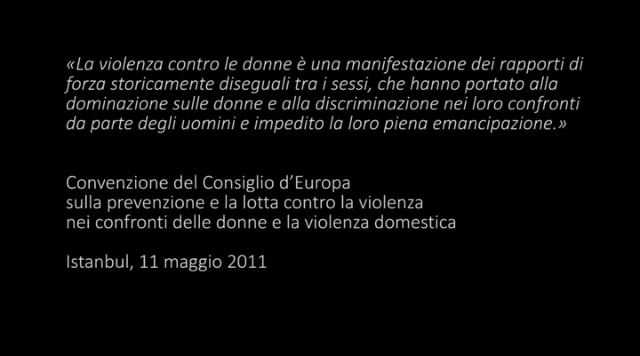 «La violenza contro le donne è una manifestazione dei rapporti di
forza storicamente diseguali tra i sessi, che hanno portato alla
dominazione sulle donne e alla discriminazione nei loro confronti
da parte degli uomini e impedito la loro piena emancipazione.»
Convenzione del Consiglio d’Europa
sulla prevenzione e la lotta contro la violenza
nei confronti delle donne e la violenza domestica
Istanbul, 11 maggio 2011